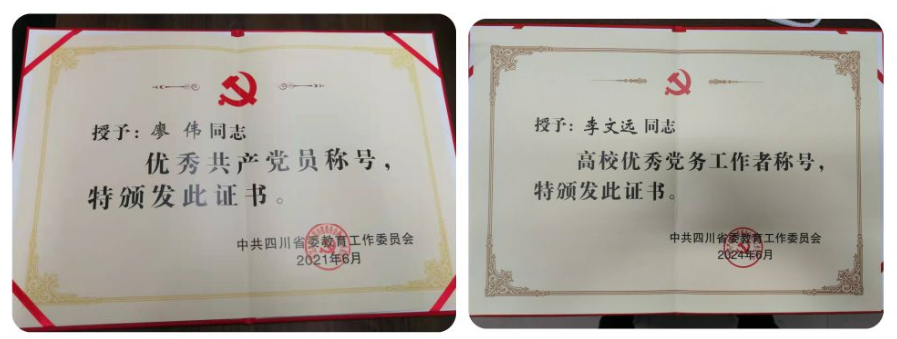 授予：廖 伟同志
优秀共产党员称号，
特颁发此证书。
中共四川省委教育工作委员会
2021年6月
授予：李文远同志
高校优秀党务工作者称号，
特颁发此证书。
中共四川省委教育工作委员会
2024年6月